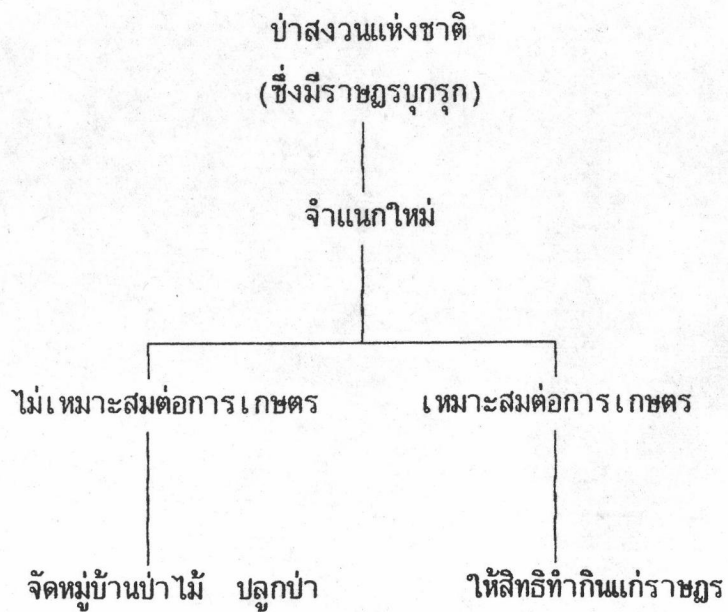 ป่าสงวนแห่งชาติ
(ซึ่งมีราษฎรบุกรุก)
จำแนกใหม่
ไม่เหมาะสมต่อการเกษตร เหมาะสมต่อการเกษตร
จัดหมู่บ้านป่าไม้ ปลูกป่า ให้สิทธิทำกินแก่ราษฎร